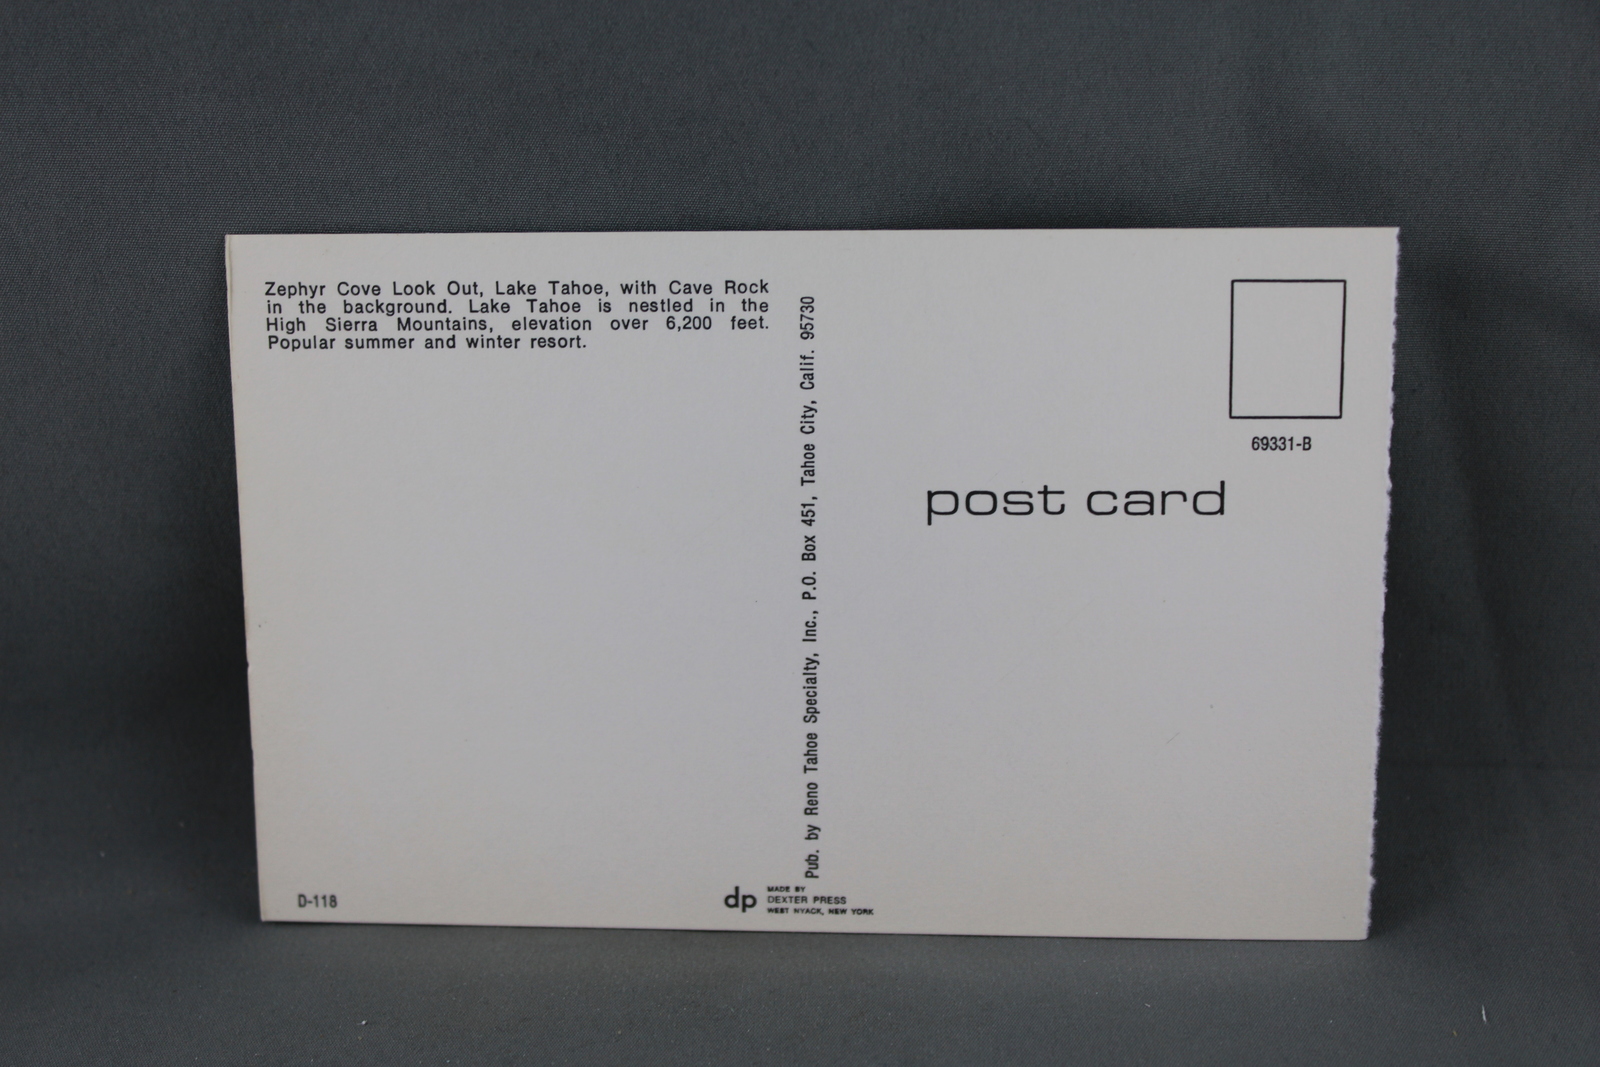 Zephyr Cove Look Out, Lake Tahoe, with Cave Rock
in the background. Lake Tahoe is nestled in the
High Sierra Mountains, elevation over 6,200 feet.
Popular summer and winter resort.
D-118
Pub. by Reno Tahoe Specialty, Inc., P.O. Box 451, Tahoe City, Calif. 95730
dp
MADE BY
DEXTER PRESS
WEST NYACK, NEW YORK
69331-B
post card